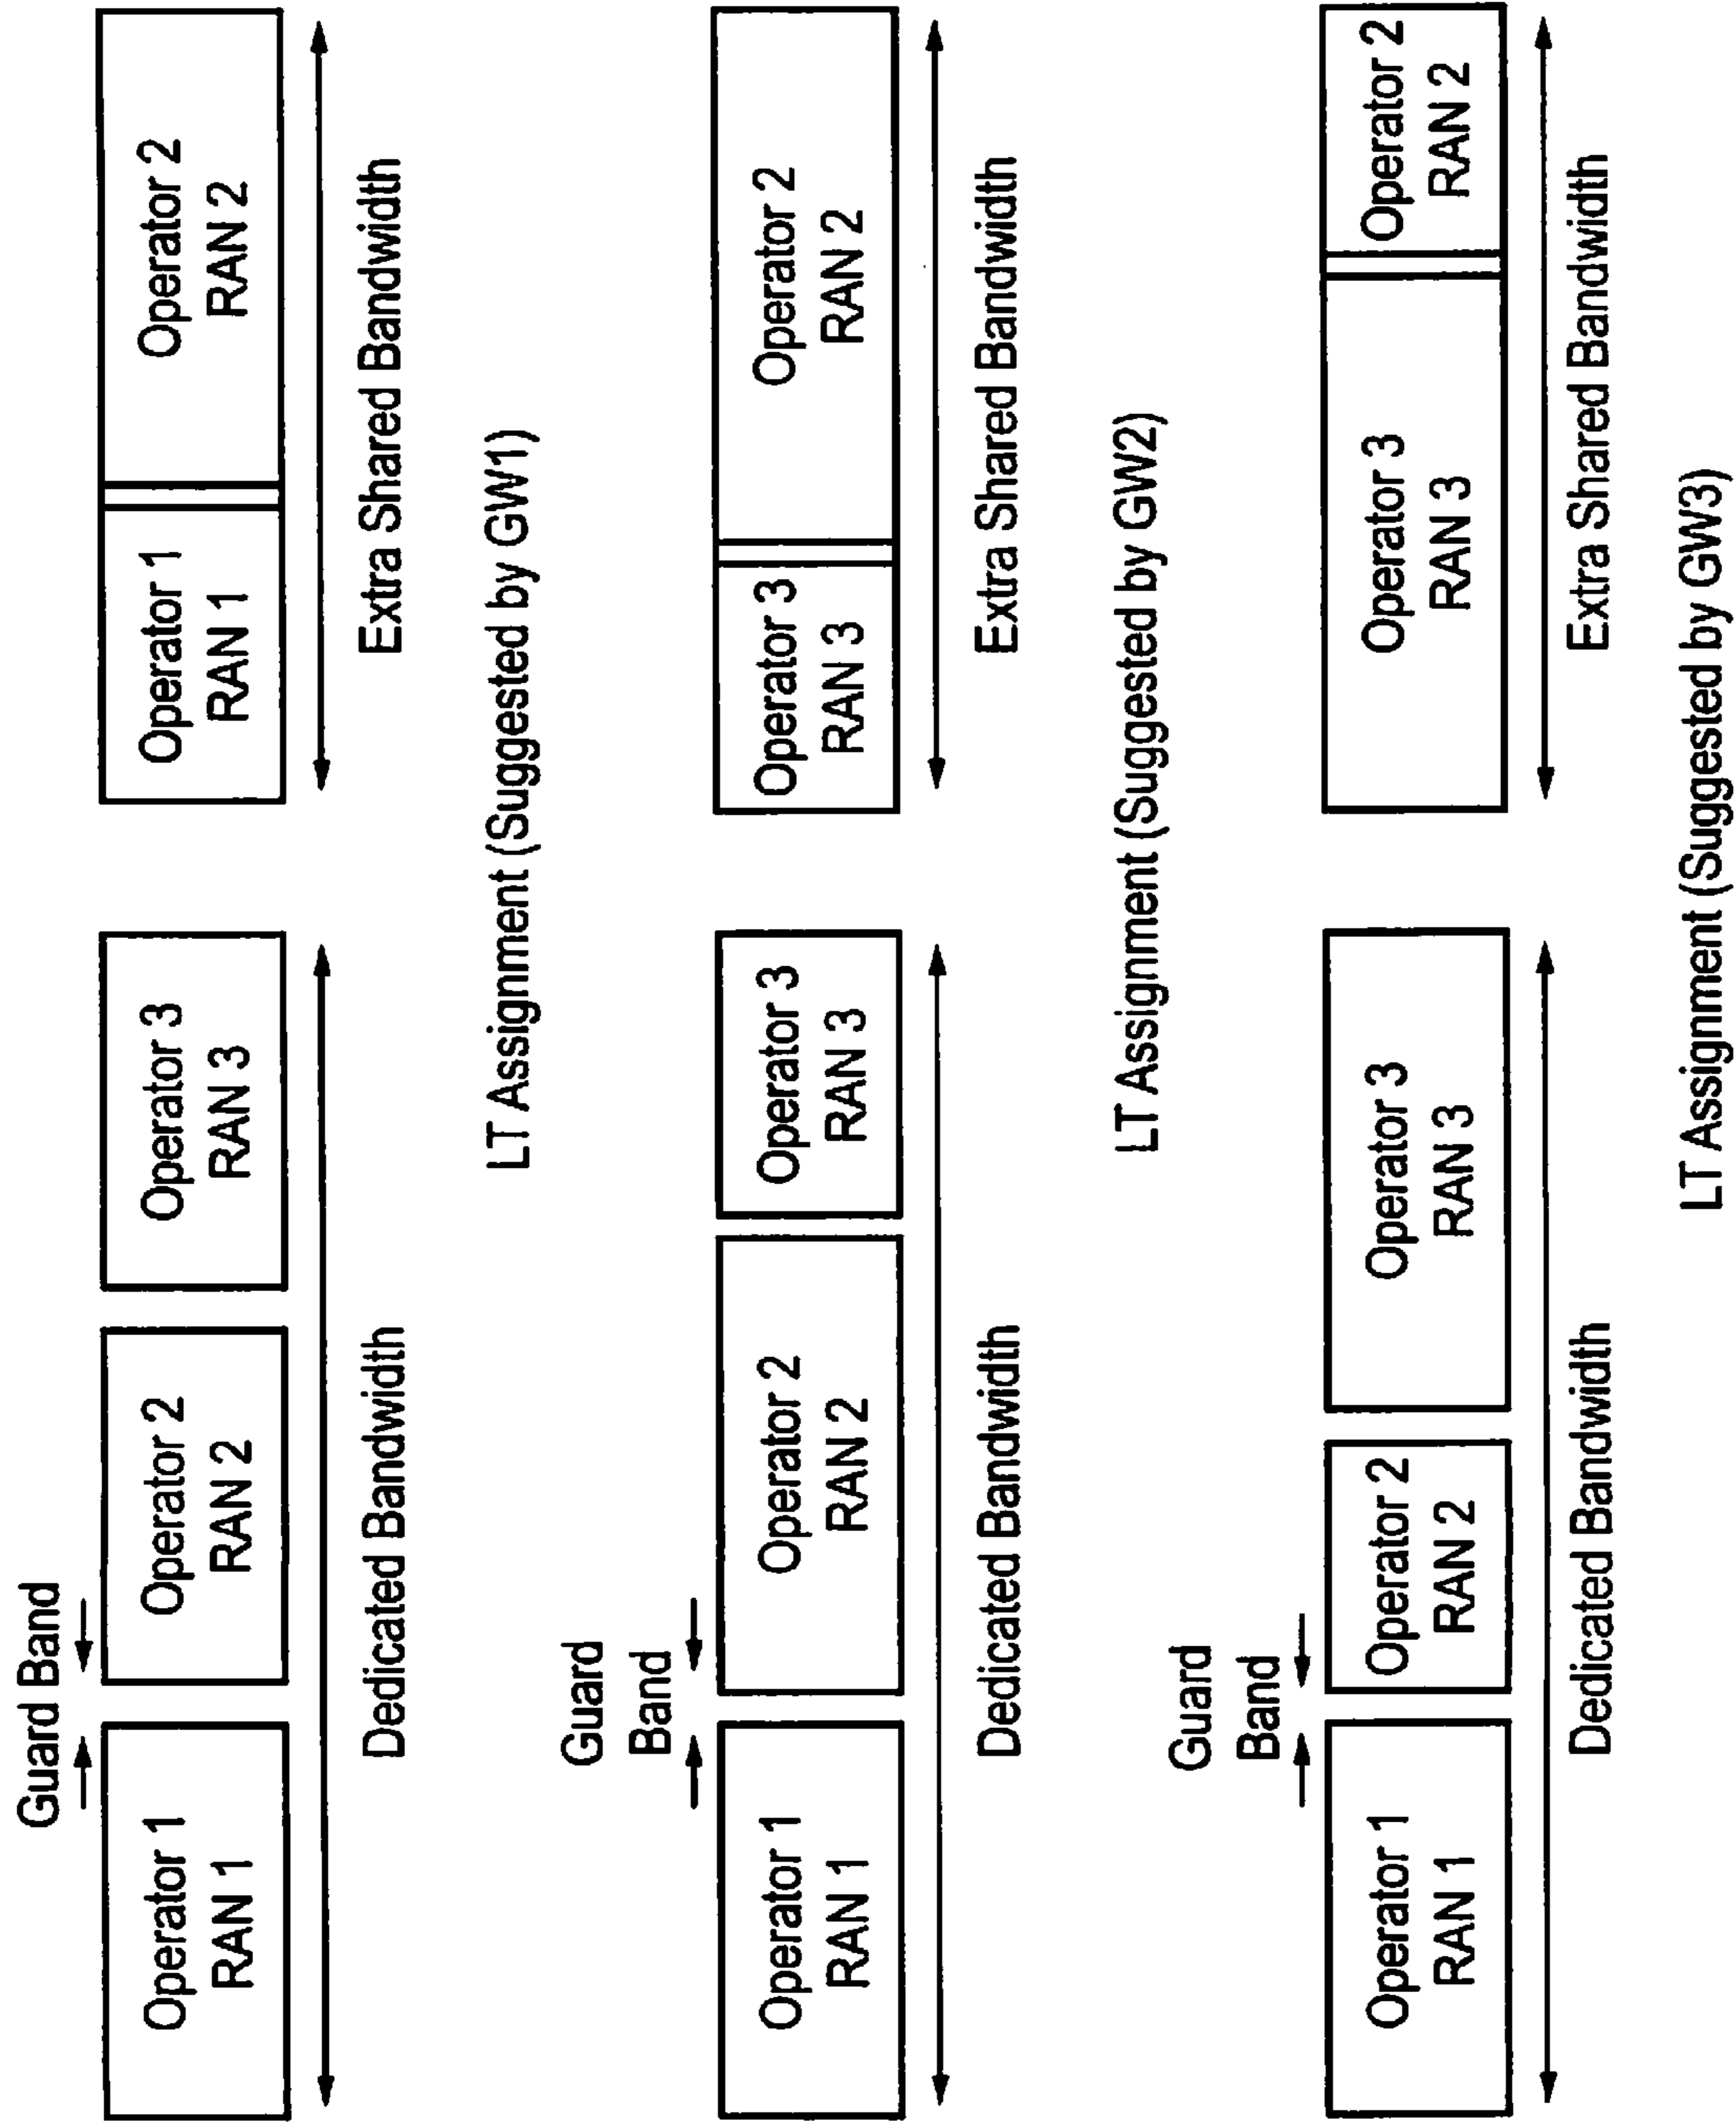 Guard Band
Operator 1
RAN 1
Operator 2
RAN 2
Operator 3
RAN 3
Operator 1
RAN 1
Operator 2
RAN 2
Dedicated Bandwidth
Extra Shared Bandwidth
LT Assignment (Suggested by GW1)
Guard
Band
Operator 1
RAN 1
Operator 2
RAN 2
Operator 3
RAN 3
Operator 3
RAN 3
Operator 2
RAN 2
Dedicated Bandwidth
Extra Shared Bandwidth
LT Assignment (Suggested by GW2)
Guard
Band
Operator 1
RAN 1
Operator 2
RAN 2
Operator 3
RAN 3
Operator 3
RAN 3
Operator 2
RAN 2
Dedicated Bandwidth
Extra Shared Bandwidth
LT Assignment (Suggested by GW3)